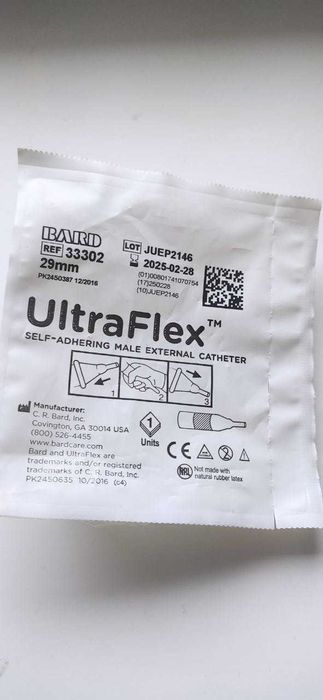 BARD
REF 33302
29mm
PK2450387 12/2016
LOT JUEP2146
2025-02-28
(01)00801741070754
(17)250228
(10)JUEP2146
UltraFlex™
SELF-ADHERING MALE EXTERNAL CATHETER
1 2 3
Manufacturer:
C. R. Bard, Inc.
Covington, GA 30014 USA
(800) 526-4455
www.bardcare.com
Bard and UltraFlex are
trademarks and/or registered
trademarks of C. R. Bard, Inc.
PK2450635 10/2016 (c4)
1
Units
CE
2
NRL Not made with
natural rubber latex